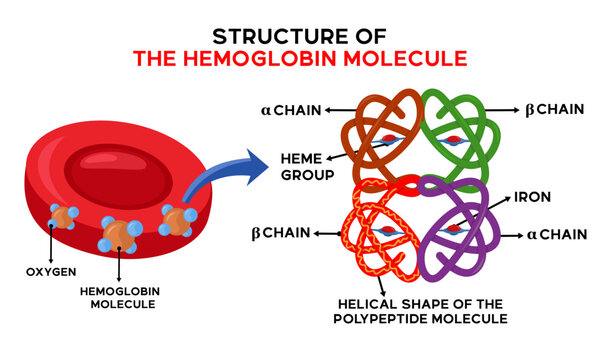 STRUCTURE OF
THE HEMOGLOBIN MOLECULE
α CHAIN
β CHAIN
HEME
GROUP
IRON
β CHAIN
α CHAIN
OXYGEN
HEMOGLOBIN
MOLECULE
HELICAL SHAPE OF THE
POLYPEPTIDE MOLECULE